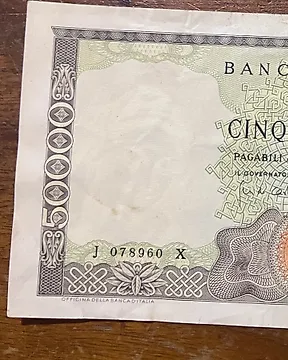 50000
BANC
CINQ
PAGABILI
IL GOVERNATO
J 078960 X
OFFICINA DELLA BANCA D'ITALIA